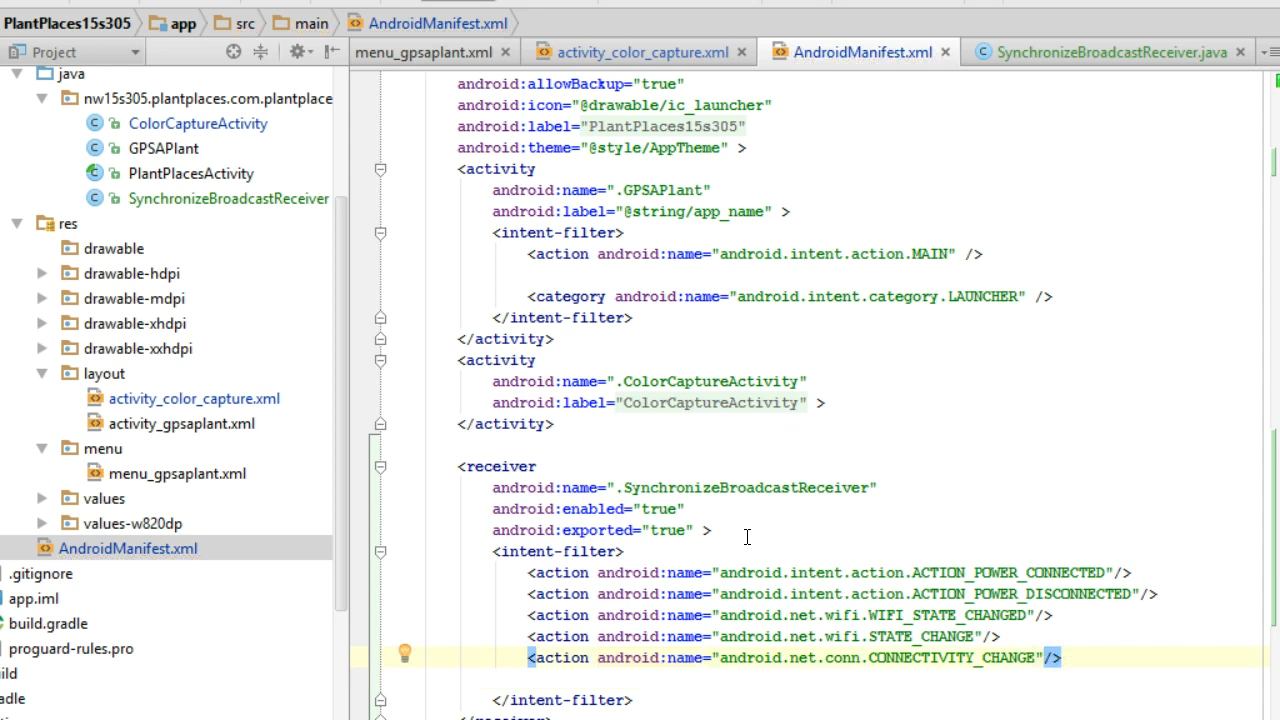 PlantPlaces15s305 app src main AndroidManifest.xml
Project
menu_gpsaplant.xml activity_color_capture.xml AndroidManifest.xml SynchronizeBroadcastReceiver.java
java
nw15s305.plantplaces.com.plantplace
ColorCaptureActivity
GPSAPlant
PlantPlacesActivity
SynchronizeBroadcastReceiver
res
drawable
drawable-hdpi
drawable-mdpi
drawable-xhdpi
drawable-xxhdpi
layout
activity_color_capture.xml
activity_gpsaplant.xml
menu
menu_gpsaplant.xml
values
values-w820dp
AndroidManifest.xml
.gitignore
app.iml
build.gradle
proguard-rules.pro
ild
adle
android:allowBackup="true"
android:icon="@drawable/ic_launcher"
android:label="PlantPlaces15s305"
android:theme="@style/AppTheme" >
<activity
android:name=".GPSAPlant"
android:label="@string/app_name" >
<intent-filter>
<action android:name="android.intent.action.MAIN" />
<category android:name="android.intent.category.LAUNCHER" />
</intent-filter>
</activity>
<activity
android:name=".ColorCaptureActivity"
android:label="ColorCaptureActivity" >
</activity>
<receiver
android:name=".SynchronizeBroadcastReceiver"
android:enabled="true"
android:exported="true" >
<intent-filter>
<action android:name="android.intent.action.ACTION_POWER_CONNECTED"/>
<action android:name="android.intent.action.ACTION_POWER_DISCONNECTED"/>
<action android:name="android.net.wifi.WIFI_STATE_CHANGED"/>
<action android:name="android.net.wifi.STATE_CHANGE"/>
<action android:name="android.net.conn.CONNECTIVITY_CHANGE"/>
</intent-filter>